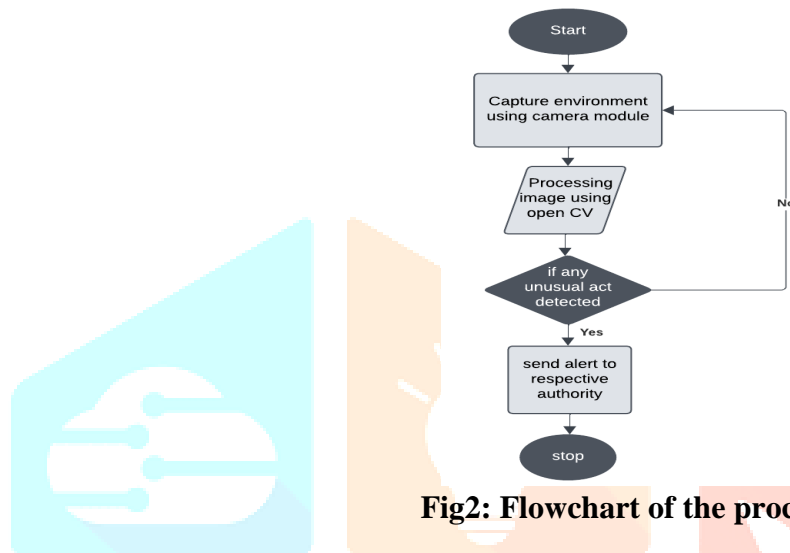 Start
Capture environment
using camera module
Processing
image using
open CV
if any
unusual act
detected
Yes
send alert to
respective
authority
stop
Fig2: Flowchart of the